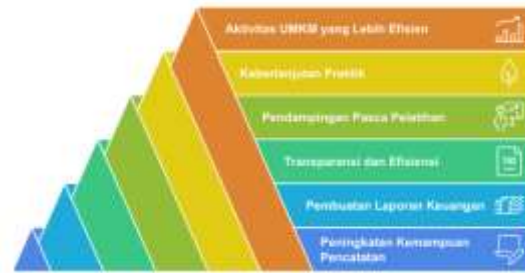 Aktivitas UMKM yang Lebih Efisien
Keberlanjutan Praktik
Pendampingan Pasca Pelatihan
Transparansi dan Efisiensi
Pembuatan Laporan Keuangan
Peningkatan Kemampuan
Pencatatan